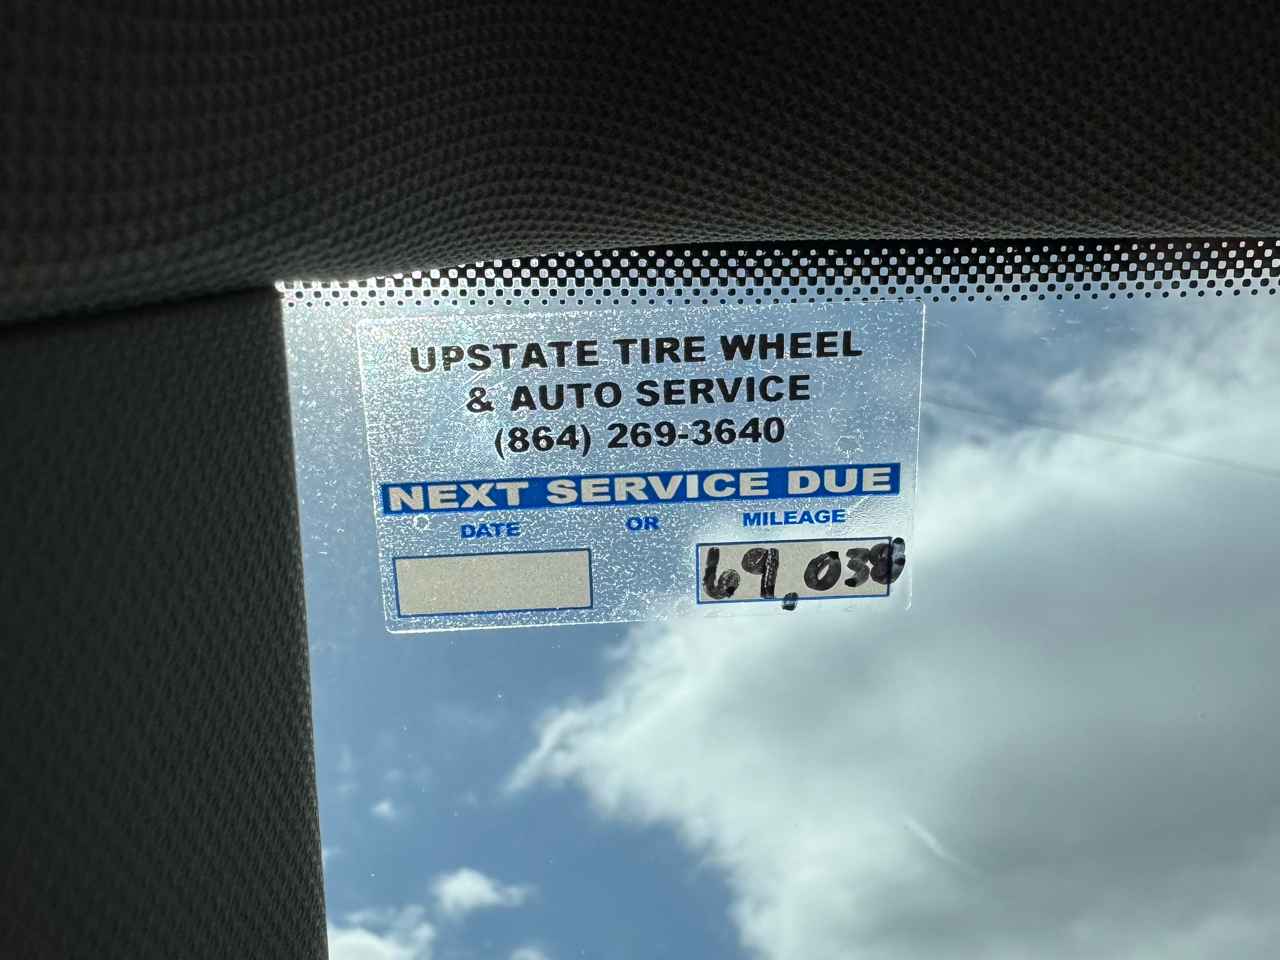 UPSTATE TIRE WHEEL
& AUTO SERVICE
(864) 269-3640
NEXT SERVICE DUE
DATE OR MILEAGE
69,038